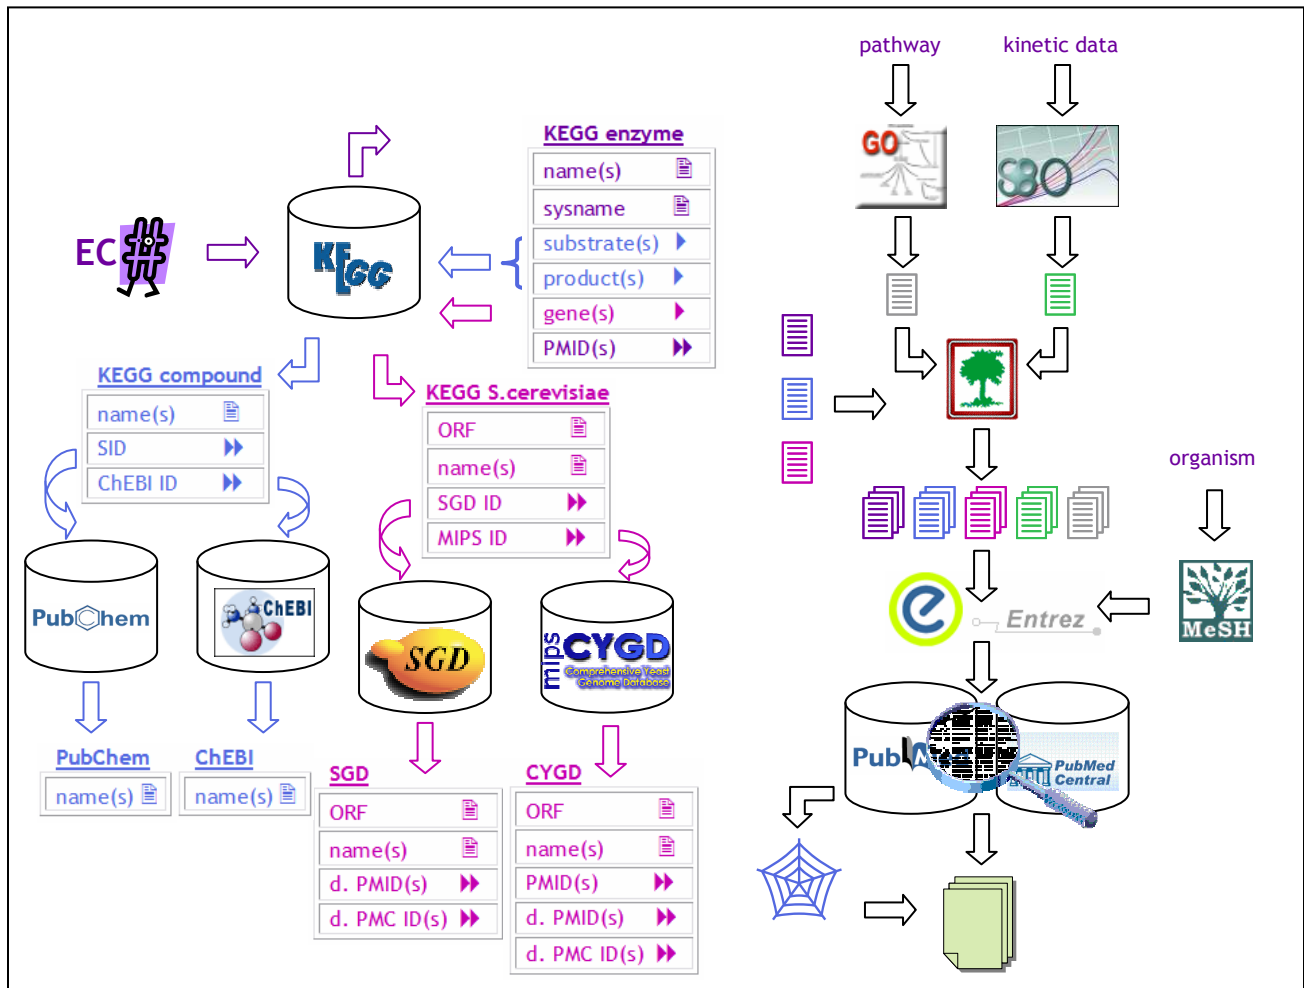 pathway
kinetic data
GO
SBO
KEGG enzyme
name(s)
sysname
substrate(s)
product(s)
gene(s)
PMID(s)
EC
KEGG
KEGG compound
name(s)
SID
ChEBI ID
KEGG S.cerevisiae
ORF
name(s)
SGD ID
MIPS ID
organism
MeSH
e Entrez
PubChem
ChEBI
SGD
mips CYGD
Comprehensive Yeast
Genome Database
PubMed
PubMed
Central
PubChem
name(s)
ChEBI
name(s)
SGD
ORF
name(s)
d. PMID(s)
d. PMC ID(s)
CYGD
ORF
name(s)
PMID(s)
d. PMID(s)
d. PMC ID(s)